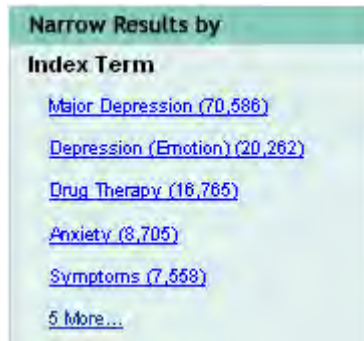 Narrow Results by
Index Term
Major Depression (70,586)
Depression (Emotion) (20,262)
Drug Therapy (16,765)
Anxiety (8,705)
Symptoms (7,558)
5 More...